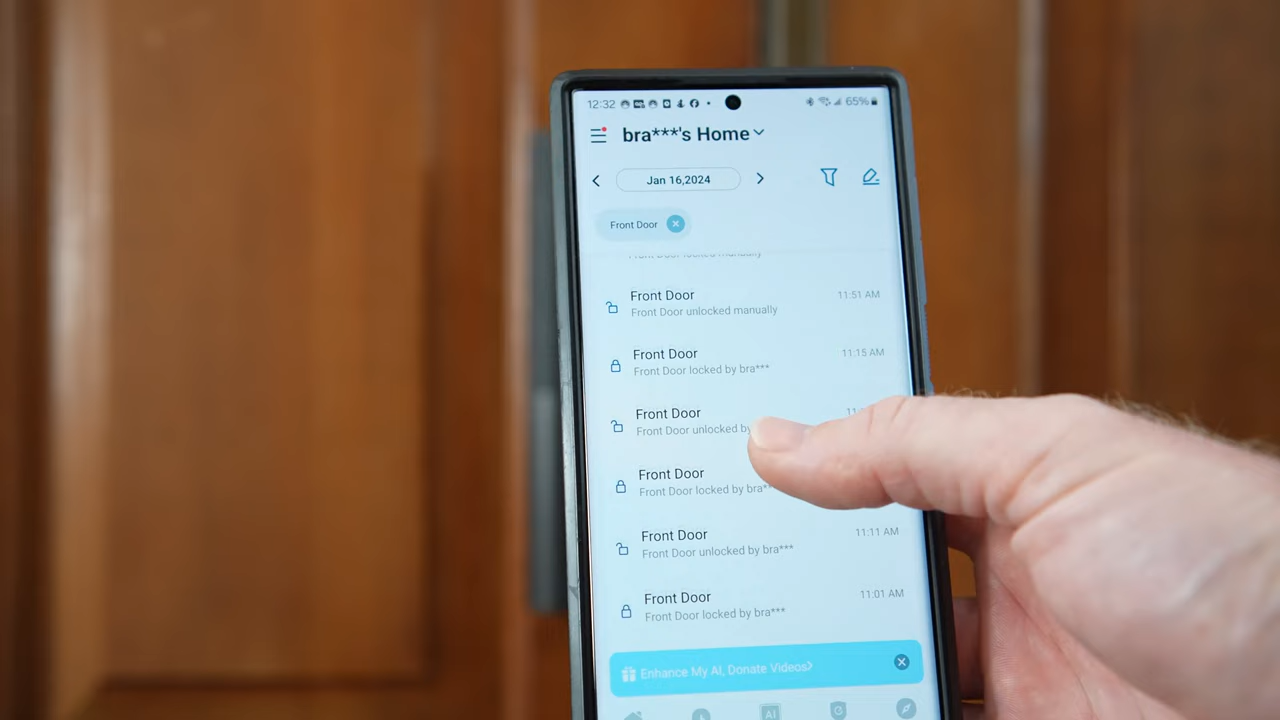 12:32 65%
bra***'s Home
Jan 16,2024
Front Door
Front Door locked manually
Front Door 11:51 AM
Front Door unlocked manually
Front Door 11:15 AM
Front Door locked by bra***
Front Door 11:
Front Door unlocked by
Front Door
Front Door locked by bra**
Front Door 11:11 AM
Front Door unlocked by bra***
Front Door 11:01 AM
Front Door locked by bra***
Enhance My AI, Donate Videos
AI